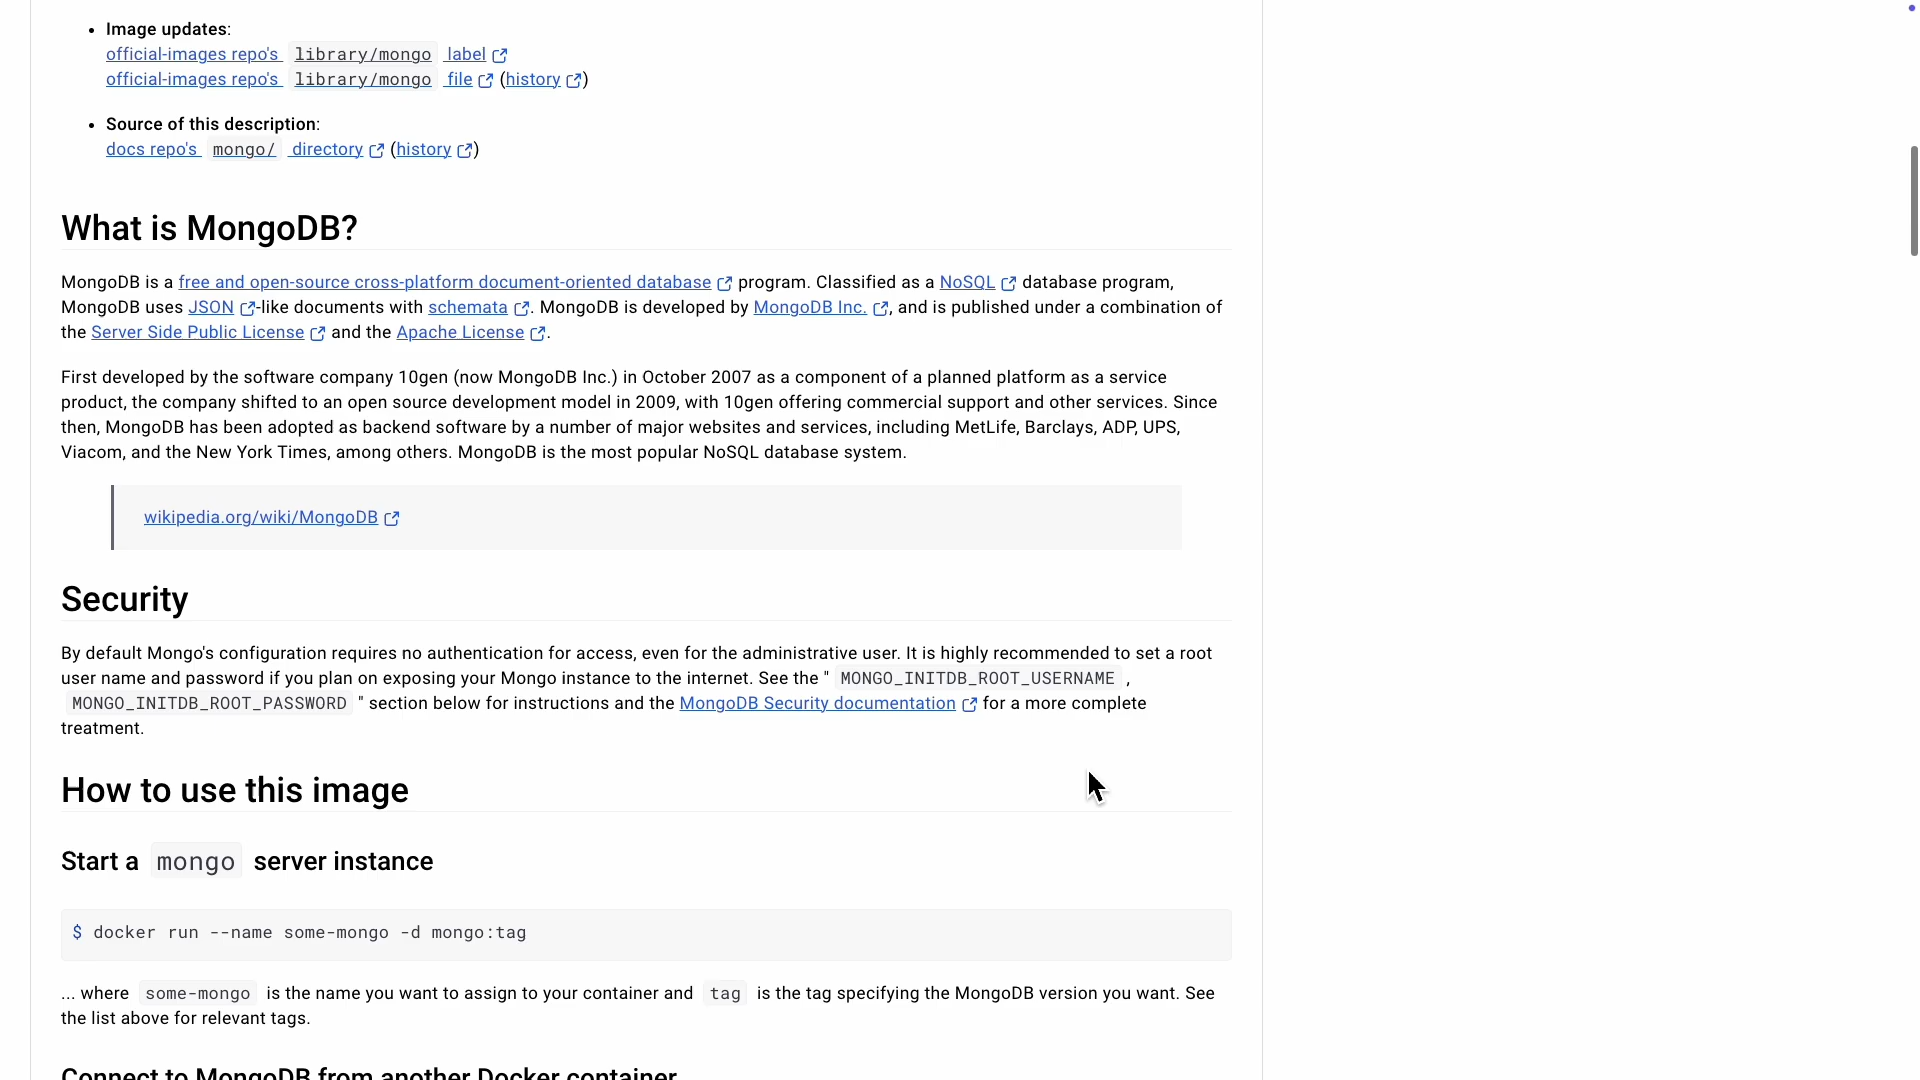 Image updates:
official-images repo's library/mongo label
official-images repo's library/mongo file (history)
Source of this description:
docs repo's mongo/ directory (history)
What is MongoDB?
MongoDB is a free and open-source cross-platform document-oriented database program. Classified as a NoSQL database program,
MongoDB uses JSON-like documents with schemata. MongoDB is developed by MongoDB Inc., and is published under a combination of
the Server Side Public License and the Apache License.
First developed by the software company 10gen (now MongoDB Inc.) in October 2007 as a component of a planned platform as a service
product, the company shifted to an open source development model in 2009, with 10gen offering commercial support and other services. Since
then, MongoDB has been adopted as backend software by a number of major websites and services, including MetLife, Barclays, ADP, UPS,
Viacom, and the New York Times, among others. MongoDB is the most popular NoSQL database system.
wikipedia.org/wiki/MongoDB
Security
By default Mongo's configuration requires no authentication for access, even for the administrative user. It is highly recommended to set a root
user name and password if you plan on exposing your Mongo instance to the internet. See the " MONGO_INITDB_ROOT_USERNAME ,
MONGO_INITDB_ROOT_PASSWORD " section below for instructions and the MongoDB Security documentation for a more complete
treatment.
How to use this image
Start a mongo server instance
$ docker run --name some-mongo -d mongo:tag
... where some-mongo is the name you want to assign to your container and tag is the tag specifying the MongoDB version you want. See
the list above for relevant tags.
Connect to MongoDB from another Docker container